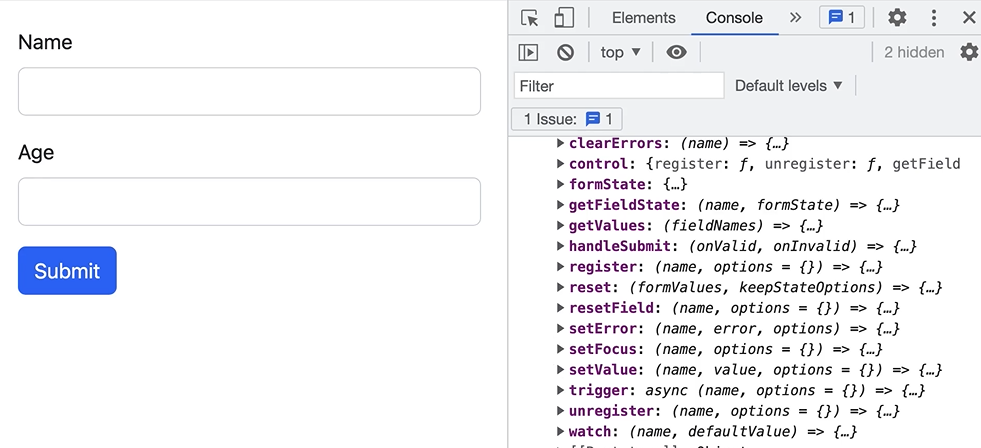 Name
Age
Submit
Elements Console » 1
top ▼ 2 hidden
Filter Default levels ▼
1 Issue: 1
▶ clearErrors: (name) => {…}
▶ control: {register: ƒ, unregister: ƒ, getField
▶ formState: {…}
▶ getFieldState: (name, formState) => {…}
▶ getValues: (fieldNames) => {…}
▶ handleSubmit: (onValid, onInvalid) => {…}
▶ register: (name, options = {}) => {…}
▶ reset: (formValues, keepStateOptions) => {…}
▶ resetField: (name, options = {}) => {…}
▶ setError: (name, error, options) => {…}
▶ setFocus: (name, options = {}) => {…}
▶ setValue: (name, value, options = {}) => {…}
▶ trigger: async (name, options = {}) => {…}
▶ unregister: (name, options = {}) => {…}
▶ watch: (name, defaultValue) => {…}